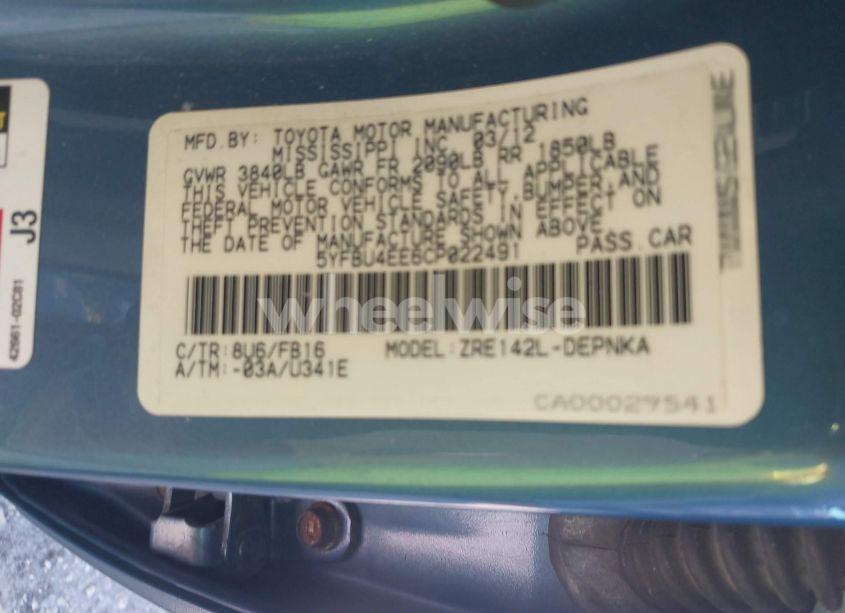 MFD. BY: TOYOTA MOTOR MANUFACTURING
MISSISSIPPI INC. 03/12
GVWR 3840LB GAWR FR 2090LB RR 1850LB
THIS VEHICLE CONFORMS TO ALL APPLICABLE
FEDERAL MOTOR VEHICLE SAFETY, BUMPER, AND
THEFT PREVENTION STANDARDS IN EFFECT ON
THE DATE OF MANUFACTURE SHOWN ABOVE.
5YFBU4EE6CP022491 PASS. CAR
wheelwise
C/TR: 8U6/FB16 MODEL: ZRE142L-DEPNKA
A/TM: -03A/U341E
CA00029541
J3
42661-02C81